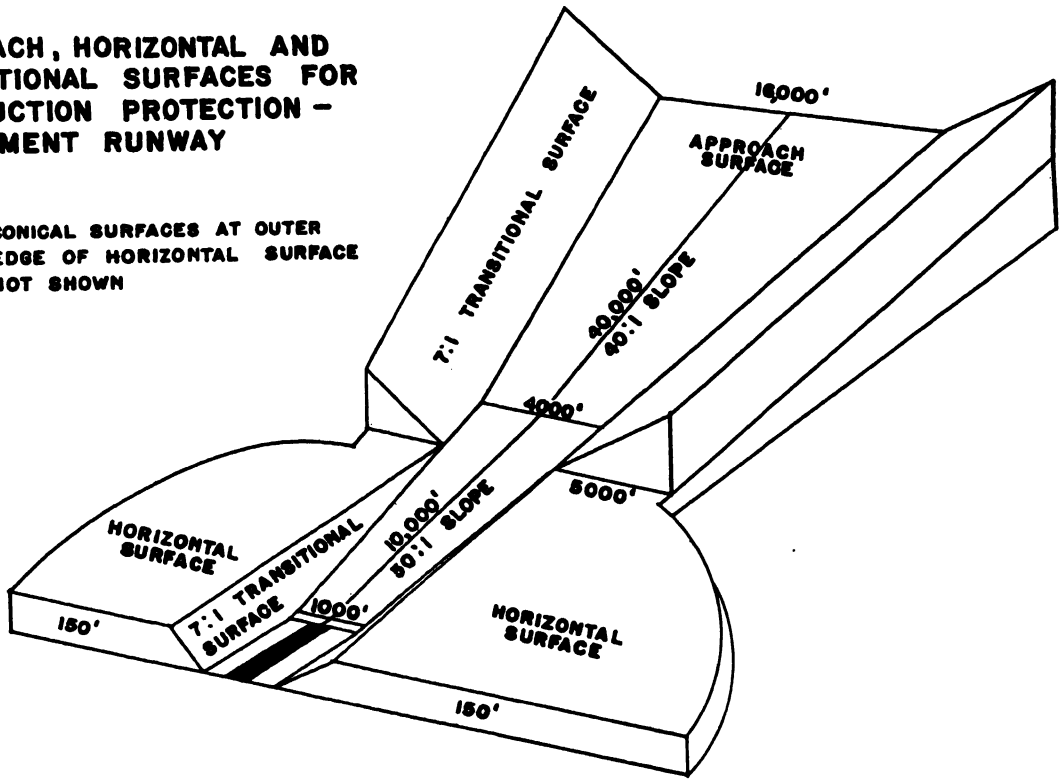 ACH, HORIZONTAL AND
TIONAL SURFACES FOR
UCTION PROTECTION –
MENT RUNWAY
CONICAL SURFACES AT OUTER
EDGE OF HORIZONTAL SURFACE
NOT SHOWN
16,000'
APPROACH
SURFACE
7:1 TRANSITIONAL SURFACE
40,000'
40:1 SLOPE
4000'
5000'
10,000'
50:1 SLOPE
HORIZONTAL
SURFACE
7:1 TRANSITIONAL
SURFACE
1000'
HORIZONTAL
SURFACE
150'
150'